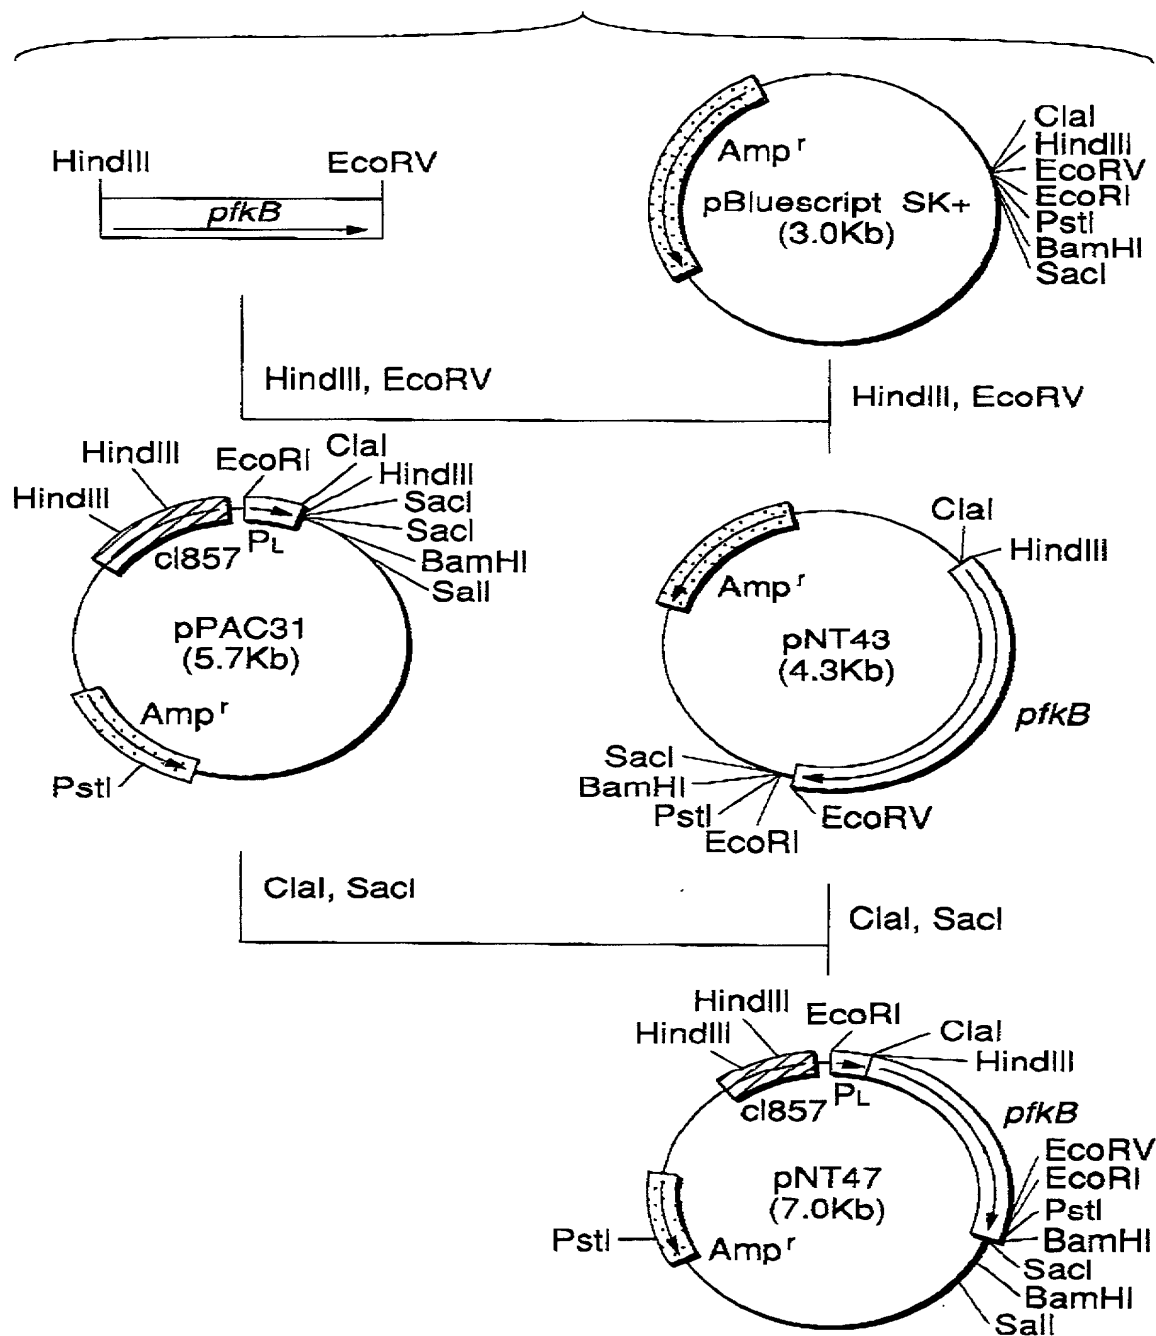 HindIII
EcoRV
pfkB
Amp r
pBluescript SK+
(3.0Kb)
ClaI
HindIII
EcoRV
EcoRI
PstI
BamHI
SacI
HindIII, EcoRV
HindIII, EcoRV
HindIII
HindIII
EcoRI
ClaI
HindIII
SacI
SacI
BamHI
SalI
cI857
PL
pPAC31
(5.7Kb)
Amp r
PstI
ClaI
HindIII
Amp r
pNT43
(4.3Kb)
pfkB
SacI
BamHI
PstI
EcoRI
EcoRV
ClaI, SacI
ClaI, SacI
HindIII
HindIII
EcoRI
ClaI
HindIII
cI857
PL
pfkB
pNT47
(7.0Kb)
EcoRV
EcoRI
PstI
BamHI
SacI
BamHI
SalI
PstI
Amp r